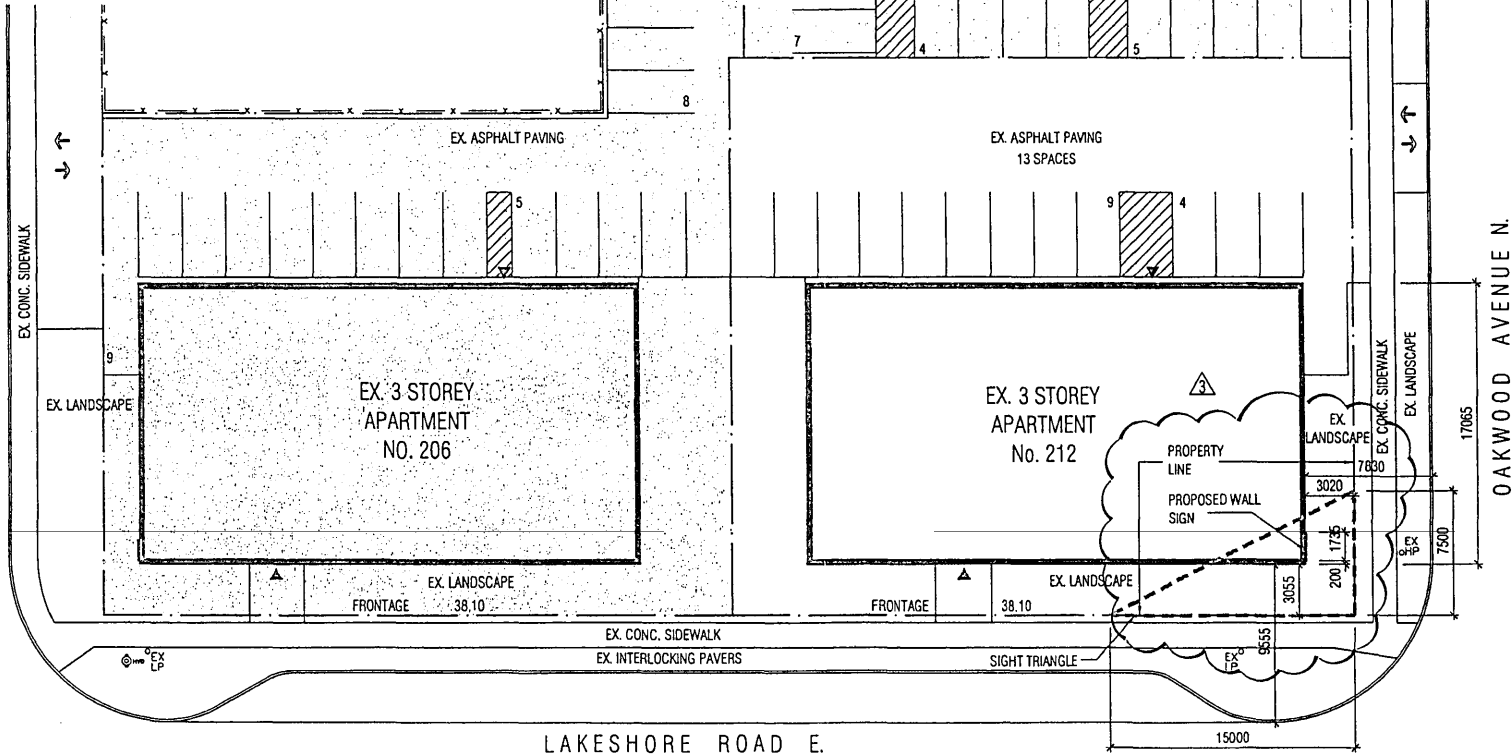 7
4
5
8
EX. ASPHALT PAVING
EX. ASPHALT PAVING
13 SPACES
5
9
4
EX CONC. SIDEWALK
OAKWOOD AVENUE N.
9
EX. LANDSCAPE
EX. 3 STOREY
APARTMENT
NO. 206
EX. 3 STOREY
APARTMENT
No. 212
3
EX.
LANDSCAPE
EX. CONC. SIDEWALK
EX. LANDSCAPE
17065
PROPERTY
LINE
7630
3020
PROPOSED WALL
SIGN
1735
7500
EX
HP
200
3055
EX. LANDSCAPE
EX. LANDSCAPE
FRONTAGE 38.10
FRONTAGE 38.10
EX. CONC. SIDEWALK
EX. INTERLOCKING PAVERS
SIGHT TRIANGLE
HYD
EX
LP
EX
LP
9555
LAKESHORE ROAD E.
15000